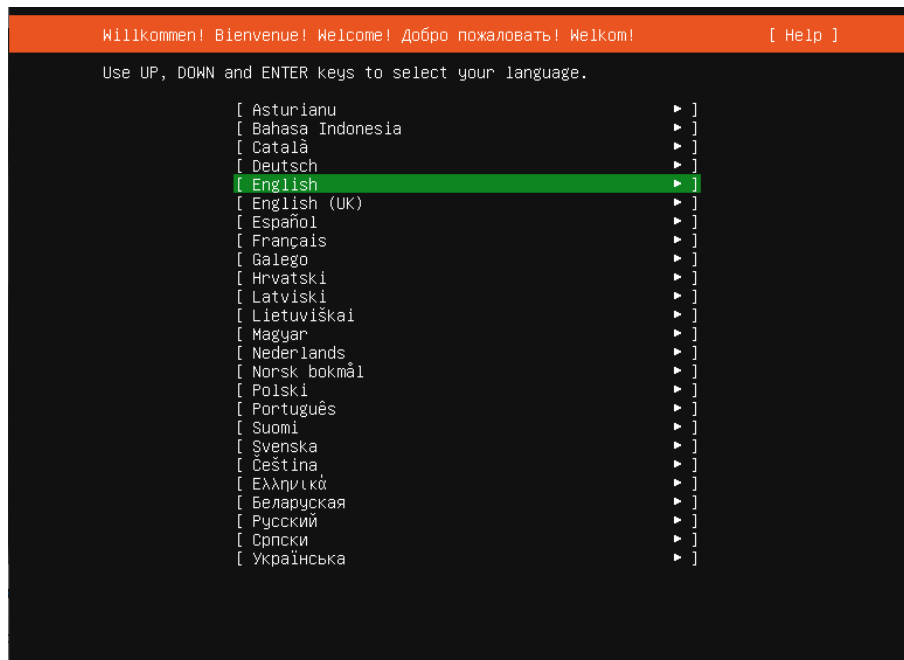 Willkommen! Bienvenue! Welcome! Добро пожаловать! Welkom! [ Help ]
Use UP, DOWN and ENTER keys to select your language.
[ Asturianu ► ]
[ Bahasa Indonesia ► ]
[ Català ► ]
[ Deutsch ► ]
[ English ► ]
[ English (UK) ► ]
[ Español ► ]
[ Français ► ]
[ Galego ► ]
[ Hrvatski ► ]
[ Latviski ► ]
[ Lietuviškai ► ]
[ Magyar ► ]
[ Nederlands ► ]
[ Norsk bokmål ► ]
[ Polski ► ]
[ Português ► ]
[ Suomi ► ]
[ Svenska ► ]
[ Čeština ► ]
[ Ελληνικά ► ]
[ Беларуская ► ]
[ Русский ► ]
[ Српски ► ]
[ Українська ► ]